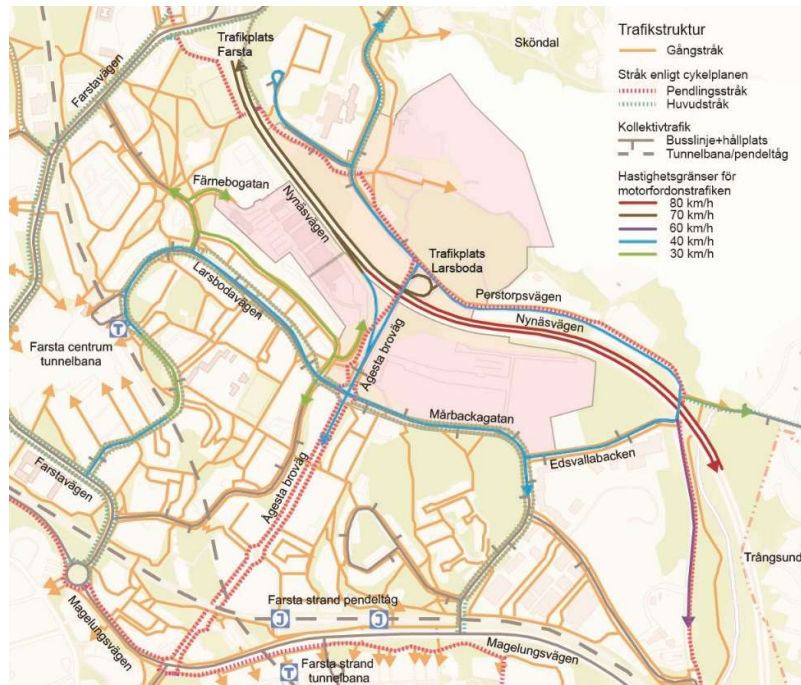 Trafikplats
Farsta
Sköndal
Farstavägen
Färnebogatan
Nynäsvägen
Trafikplats
Larsboda
Perstorpsvägen
Nynäsvägen
Larsbodavägen
T
Farsta centrum
tunnelbana
Ågesta broväg
Mårbackagatan
Edsvallabacken
Farstavägen
Ågesta broväg
Trångsund
Farsta strand pendeltåg
J
J
Magelungsvägen
Magelungsvägen
T
Farsta strand
tunnelbana
Trafikstruktur
Gångstråk
Stråk enligt cykelplanen
Pendlingsstråk
Huvudstråk
Kollektivtrafik
Busslinje+hållplats
Tunnelbana/pendeltåg
Hastighetsgränser för
motorfordonstrafiken
80 km/h
70 km/h
60 km/h
40 km/h
30 km/h